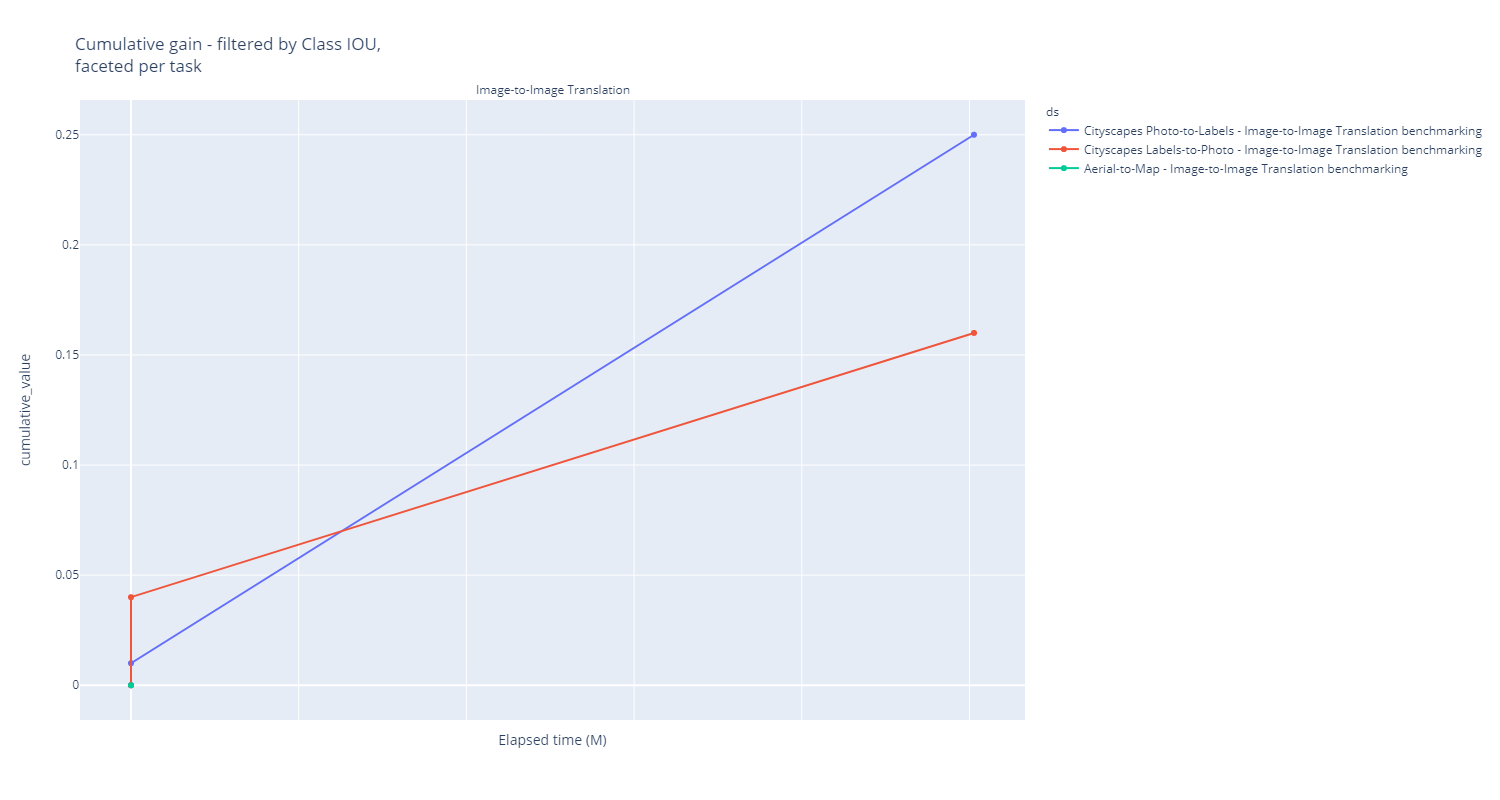 Cumulative gain - filtered by Class IOU,
faceted per task
Image-to-Image Translation
ds
Cityscapes Photo-to-Labels - Image-to-Image Translation benchmarking
Cityscapes Labels-to-Photo - Image-to-Image Translation benchmarking
Aerial-to-Map - Image-to-Image Translation benchmarking
0.25
0.2
0.15
0.1
0.05
0
cumulative_value
Elapsed time (M)